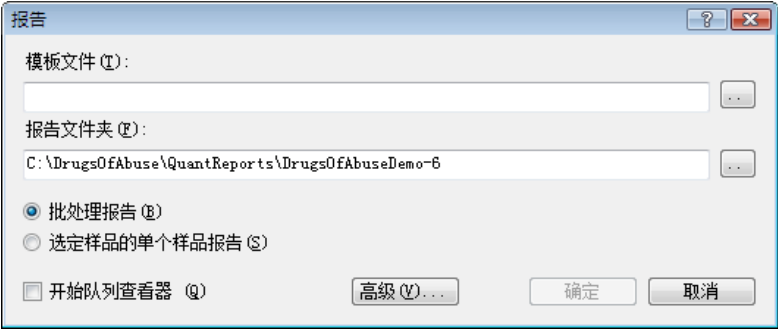 报告
模板文件(T):
..
报告文件夹(F):
C:\DrugsOfAbuse\QuantReports\DrugsOfAbuseDemo-6
..
批处理报告(B)
选定样品的单个样品报告(S)
开始队列查看器 (Q) 高级(V)... 确定 取消